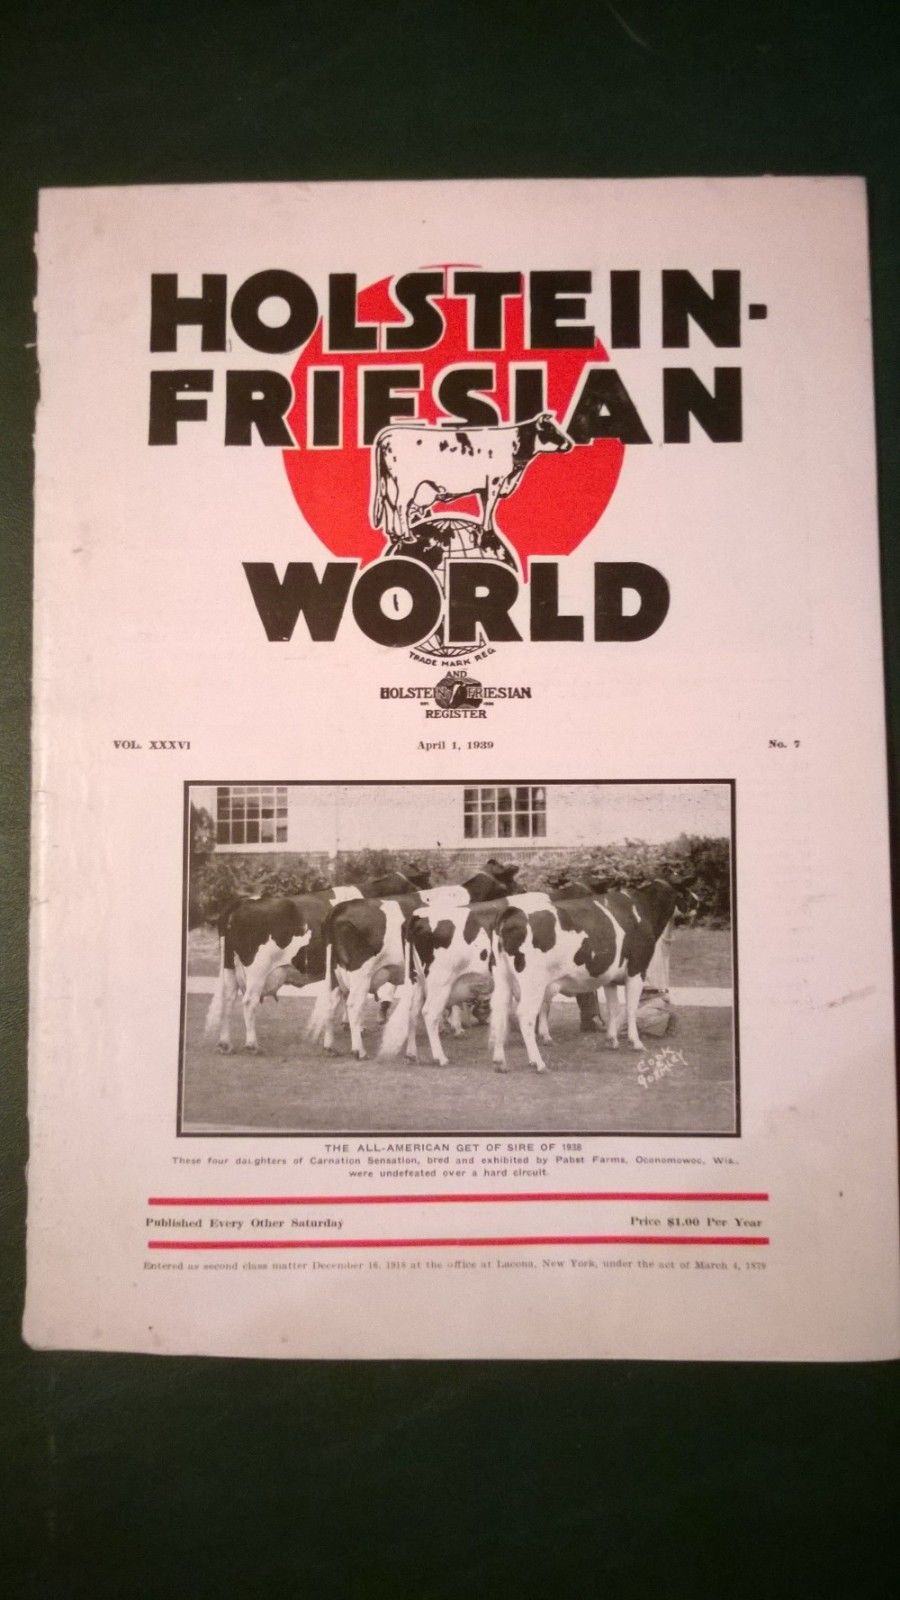 HOLSTEIN-
FRIESIAN
WORLD
TRADE MARK REG.
AND
HOLSTEIN FRIESIAN
REGISTER
VOL. XXXVI April 1, 1939 No. 7
COOK & GORMLEY
THE ALL-AMERICAN GET OF SIRE OF 1938
These four daughters of Carnation Sensation, bred and exhibited by Pabst Farms, Oconomowoc, Wis.,
were undefeated over a hard circuit.
Published Every Other Saturday Price $1.00 Per Year
Entered as second class matter December 16, 1918 at the office at Lacona, New York, under the act of March 4, 1879